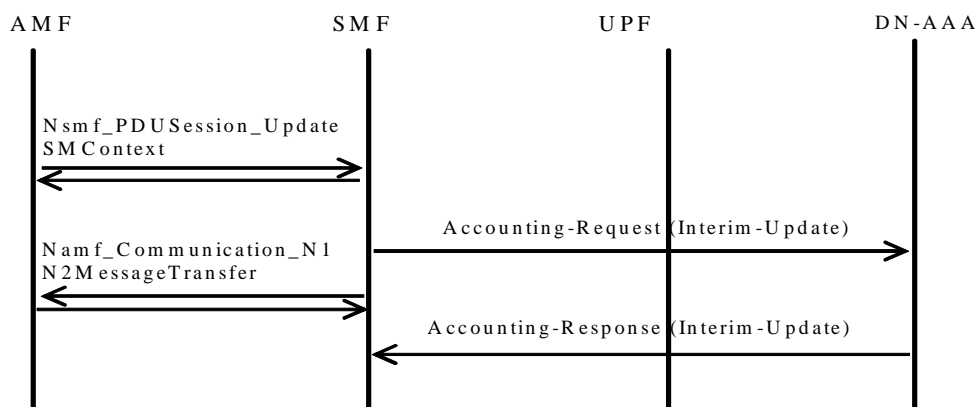 AMF SMF UPF DN-AAA
Nsmf_PDUSession_Update
SMContext
Accounting-Request (Interim-Update)
Namf_Communication_N1
N2MessageTransfer
Accounting-Response (Interim-Update)